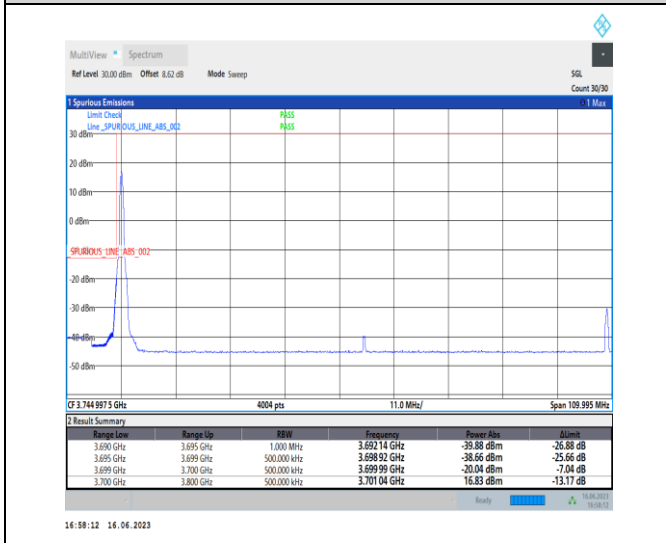 MultiView Spectrum
Ref Level 30.00 dBm Offset 8.62 dB Mode Sweep SGL
Count 30/30
1 Spurious Emissions 1 Max
Limit Check PASS
Line _SPURIOUS_LINE_ABS_002 PASS
30 dBm
20 dBm
10 dBm
0 dBm
_SPURIOUS_LINE_ABS_002
-20 dBm
-30 dBm
-40 dBm
-50 dBm
CF 3.744 997 5 GHz 4004 pts 11.0 MHz/ Span 109.995 MHz
2 Result Summary
Range Low Range Up RBW Frequency Power Abs ΔLimit
3.690 GHz 3.695 GHz 1.000 MHz 3.692 14 GHz -39.88 dBm -26.88 dB
3.695 GHz 3.699 GHz 500.000 kHz 3.698 92 GHz -38.66 dBm -25.66 dB
3.699 GHz 3.700 GHz 500.000 kHz 3.699 99 GHz -20.04 dBm -7.04 dB
3.700 GHz 3.800 GHz 500.000 kHz 3.701 04 GHz 16.83 dBm -13.17 dB
Ready 16.06.2023
16:58:12
16:58:12 16.06.2023